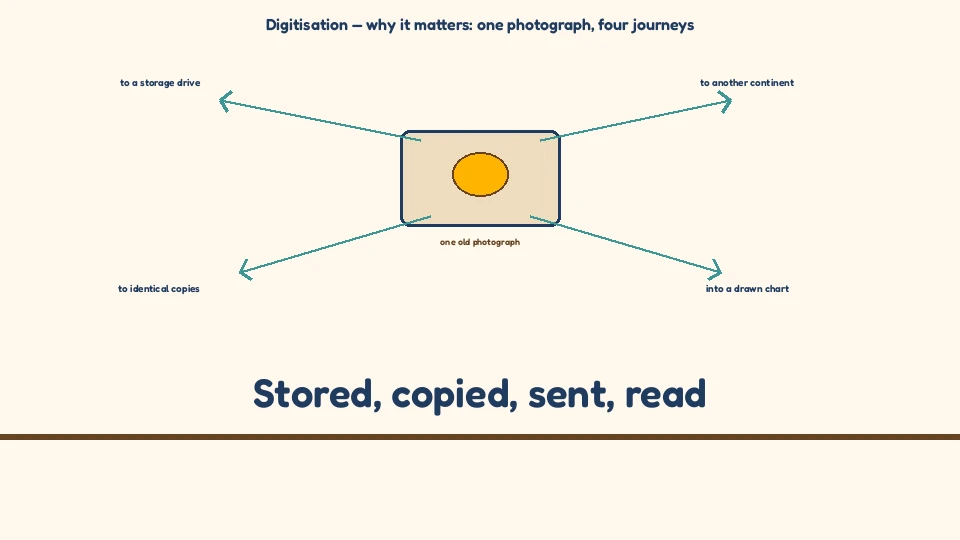 Digitisation — why it matters: one photograph, four journeys
to a storage drive
to another continent
one old photograph
to identical copies
into a drawn chart
Stored, copied, sent, read